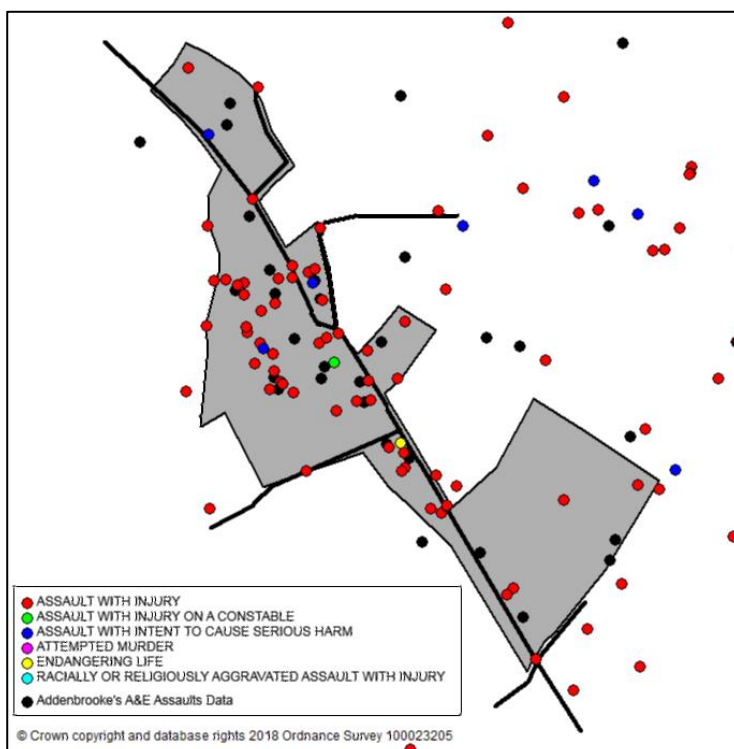 ASSAULT WITH INJURY
ASSAULT WITH INJURY ON A CONSTABLE
ASSAULT WITH INTENT TO CAUSE SERIOUS HARM
ATTEMPTED MURDER
ENDANGERING LIFE
RACIALLY OR RELIGIOUSLY AGGRAVATED ASSAULT WITH INJURY
Addenbrooke's A&E Assaults Data
© Crown copyright and database rights 2018 Ordnance Survey 100023205